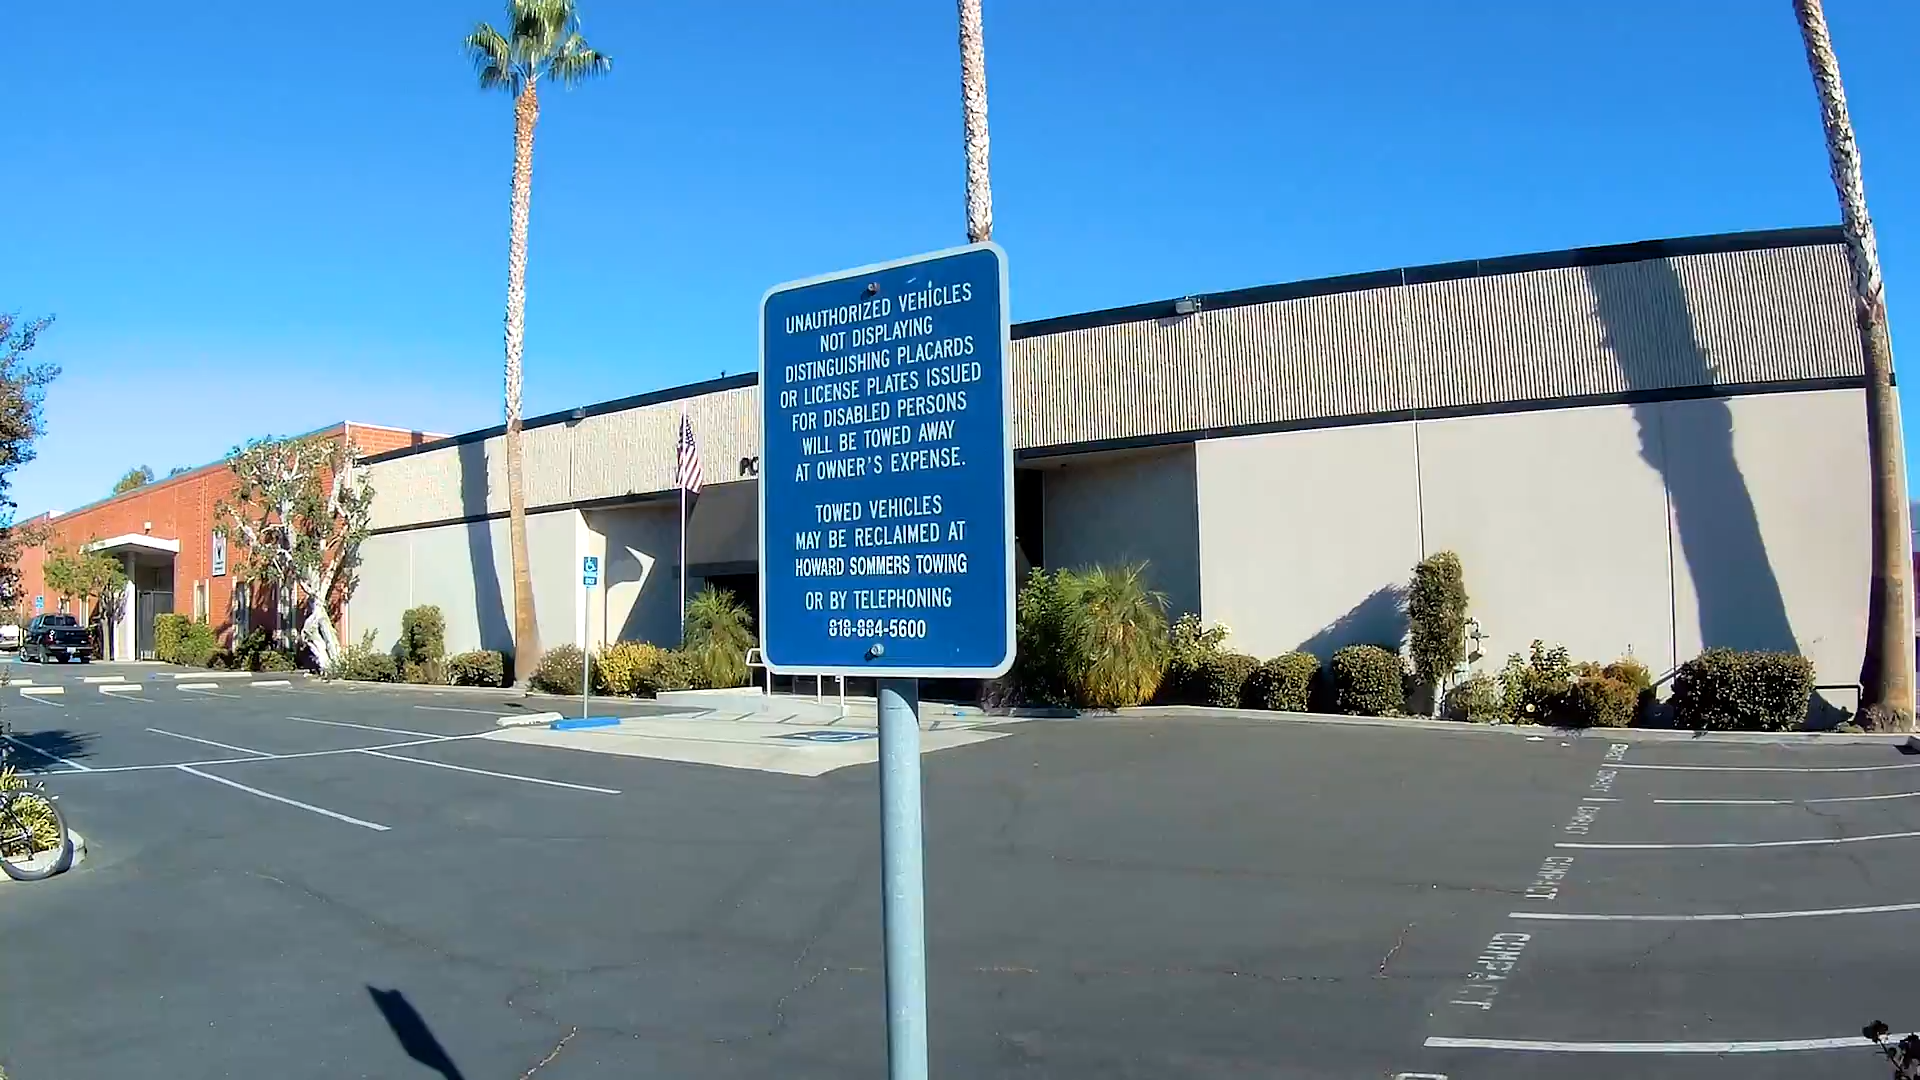 UNAUTHORIZED VEHICLES
NOT DISPLAYING
DISTINGUISHING PLACARDS
OR LICENSE PLATES ISSUED
FOR DISABLED PERSONS
WILL BE TOWED AWAY
AT OWNER'S EXPENSE.
TOWED VEHICLES
MAY BE RECLAIMED AT
HOWARD SOMMERS TOWING
OR BY TELEPHONING
818-884-5600
COMPACT
COMPACT
COMPACT